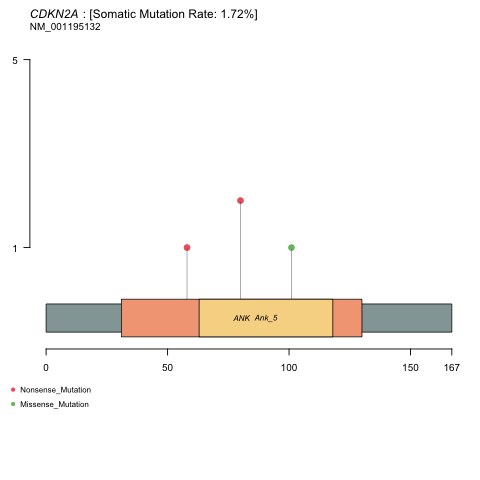 CDKN2A : [Somatic Mutation Rate: 1.72%]
NM_001195132
5
1
ANK Ank_5
0 50 100 150 167
Nonsense_Mutation
Missense_Mutation